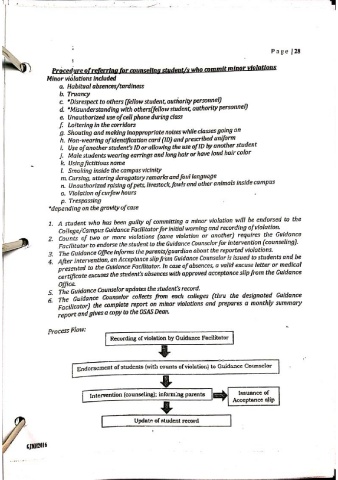 Page | 28
Procedure of referring for counseling student/s who commit minor violations
Minor violations included
a. Habitual absences/tardiness
b. Truancy
c. *Disrespect to others (fellow student, authority personnel)
d. *Misunderstanding with others(fellow student, authority personnel)
e. Unauthorized use of cell phone during class
f. Loitering in the corridors
g. Shouting and making inappropriate noises while classes going on
h. Non-wearing of identification card (ID) and prescribed uniform
i. Use of another student's ID or allowing the use of ID by another student
j. Male students wearing earrings and long hair or have loud hair color
k. Using fictitious name
l. Smoking inside the campus vicinity
m. Cursing, uttering derogatory remarks and foul language
n. Unauthorized raising of pets, livestock, fowls and other animals inside campus
o. Violation of curfew hours
p. Trespassing
*depending on the gravity of case
1. A student who has been guilty of committing a minor violation will be endorsed to the
College/Campus Guidance Facilitator for initial warning and recording of violation.
2. Counts of two or more violations (same violation or another) requires the Guidance
Facilitator to endorse the student to the Guidance Counselor for intervention (counseling).
3. The Guidance Office informs the parents/guardian about the reported violations.
4. After intervention, an Acceptance slip from Guidance Counselor is issued to students and be
presented to the Guidance Facilitator. In case of absences, a valid excuse letter or medical
certificate excuses the student's absences with approved acceptance slip from the Guidance
Office.
5. The Guidance Counselor updates the student's record.
6. The Guidance Counselor collects from each colleges (thru the designated Guidance
Facilitator) the complete report on minor violations and prepares a monthly summary
report and gives a copy to the OSAS Dean.
Process Flow:
Recording of violation by Guidance Facilitator
Endorsement of students (with counts of violation) to Guidance Counselor
Intervention (counseling); informing parents
Issuance of
Acceptance slip
Update of student record